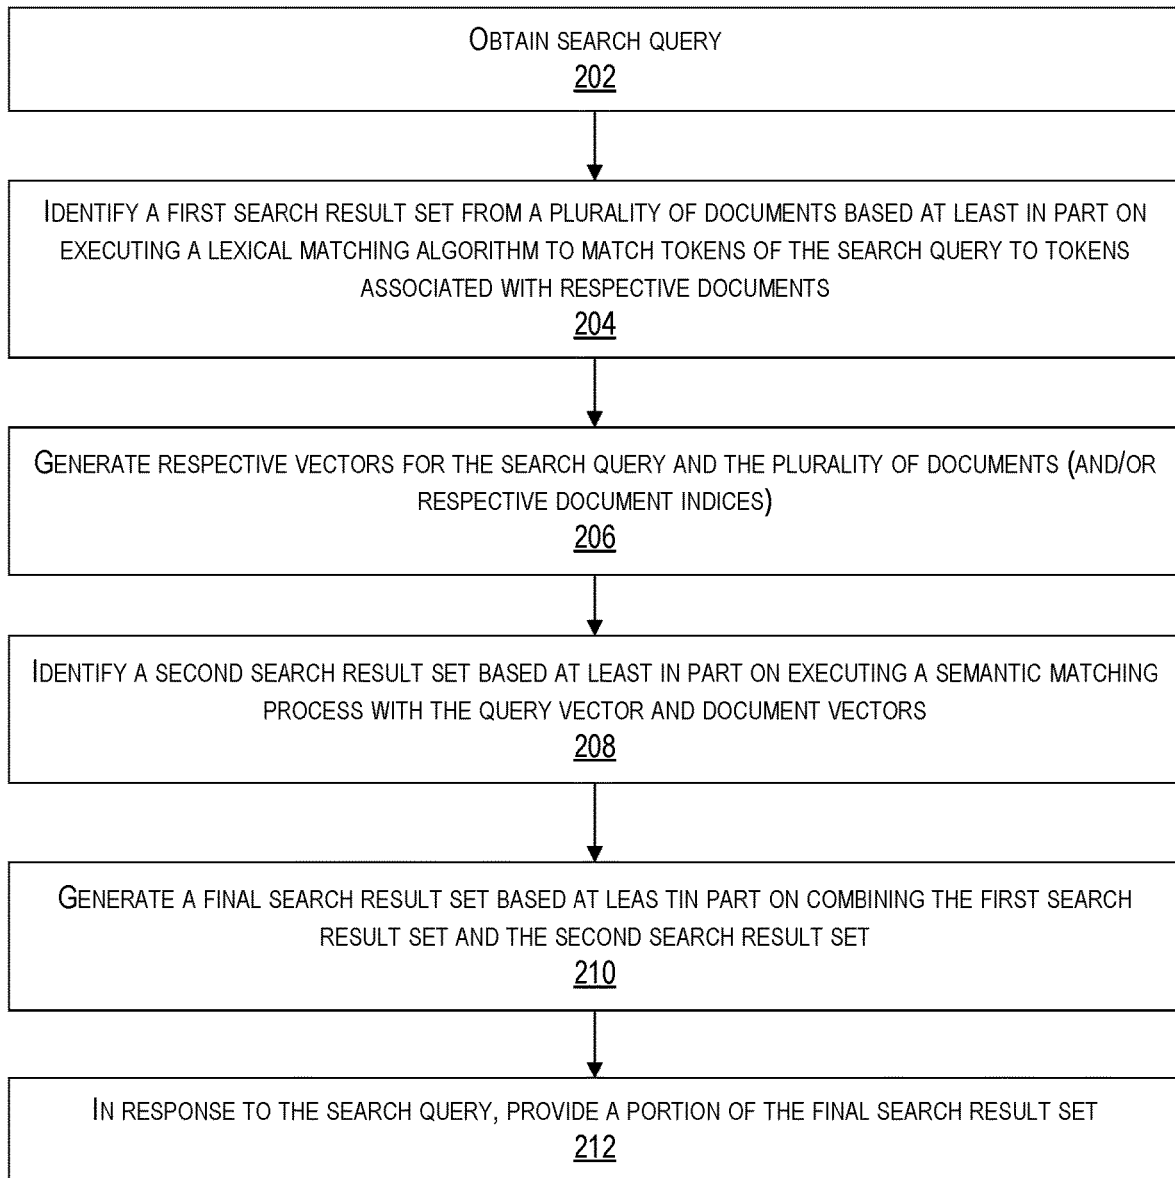 OBTAIN SEARCH QUERY
202
IDENTIFY A FIRST SEARCH RESULT SET FROM A PLURALITY OF DOCUMENTS BASED AT LEAST IN PART ON
EXECUTING A LEXICAL MATCHING ALGORITHM TO MATCH TOKENS OF THE SEARCH QUERY TO TOKENS
ASSOCIATED WITH RESPECTIVE DOCUMENTS
204
GENERATE RESPECTIVE VECTORS FOR THE SEARCH QUERY AND THE PLURALITY OF DOCUMENTS (AND/OR
RESPECTIVE DOCUMENT INDICES)
206
IDENTIFY A SECOND SEARCH RESULT SET BASED AT LEAST IN PART ON EXECUTING A SEMANTIC MATCHING
PROCESS WITH THE QUERY VECTOR AND DOCUMENT VECTORS
208
GENERATE A FINAL SEARCH RESULT SET BASED AT LEAS TIN PART ON COMBINING THE FIRST SEARCH
RESULT SET AND THE SECOND SEARCH RESULT SET
210
IN RESPONSE TO THE SEARCH QUERY, PROVIDE A PORTION OF THE FINAL SEARCH RESULT SET
212